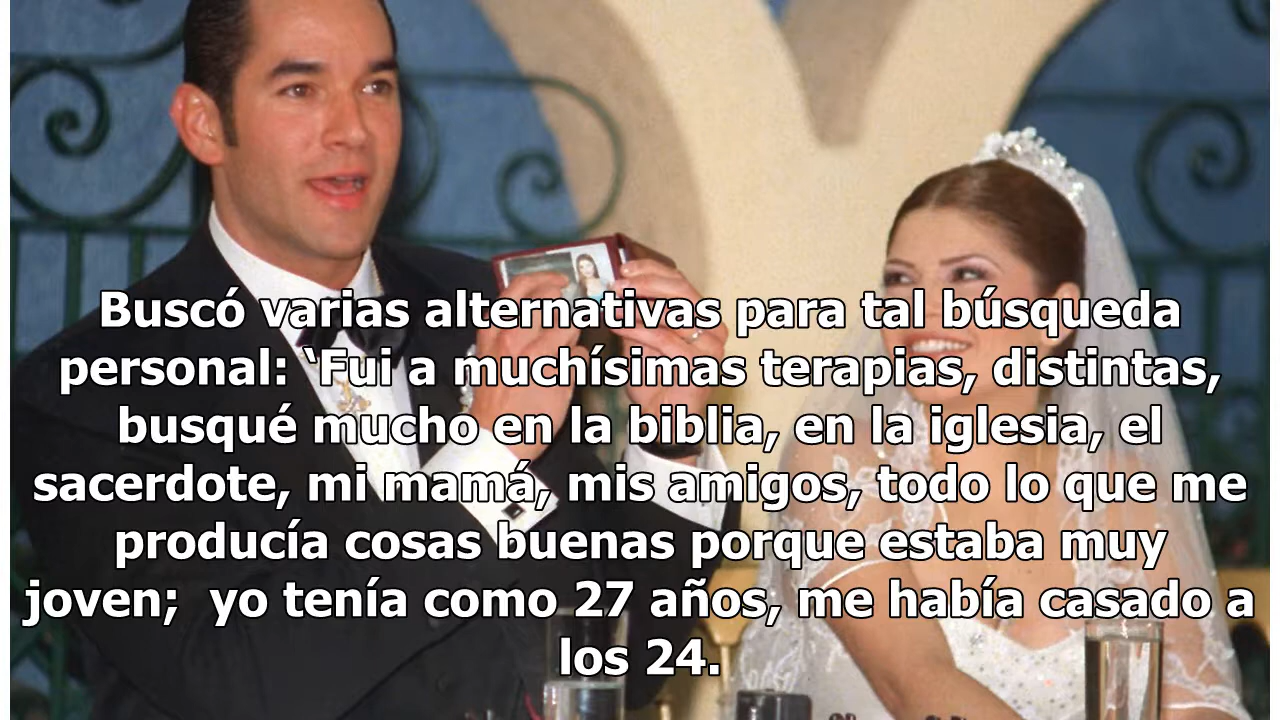 Buscó varias alternativas para tal búsqueda
personal: ‘Fui a muchísimas terapias, distintas,
busqué mucho en la biblia, en la iglesia, el
sacerdote, mi mamá, mis amigos, todo lo que me
producía cosas buenas porque estaba muy
joven;  yo tenía como 27 años, me había casado a
los 24.